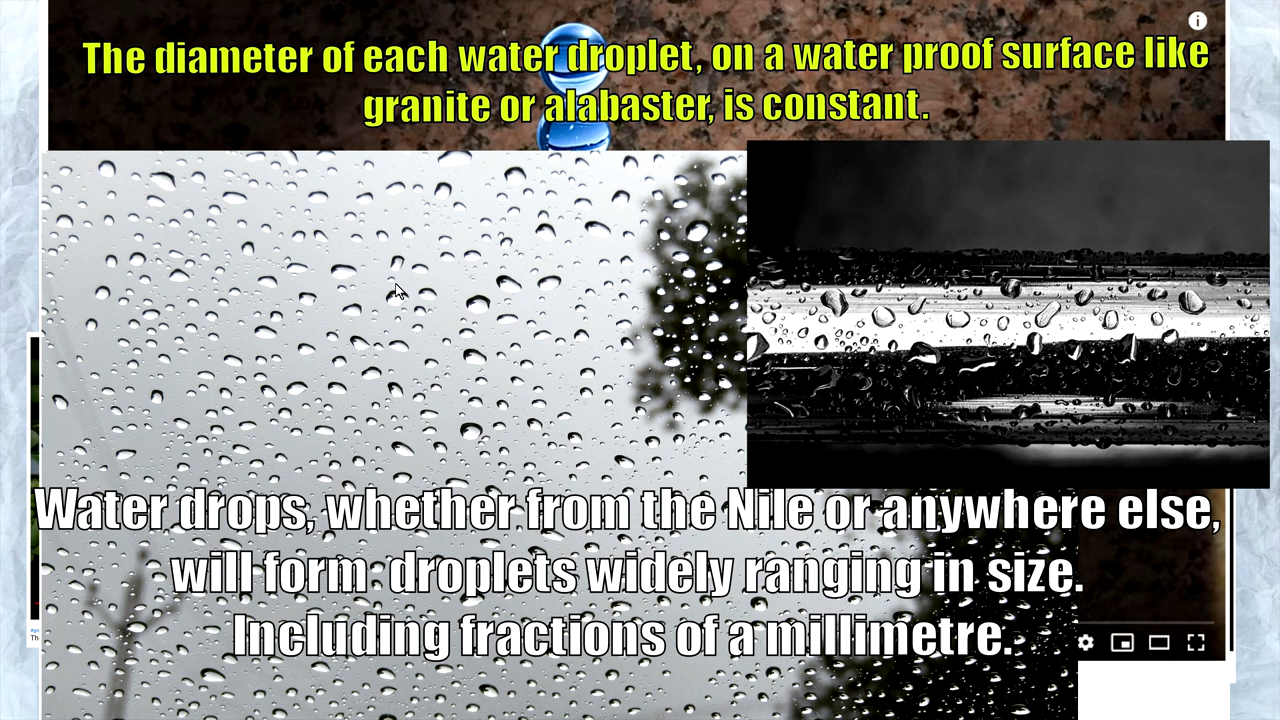 The diameter of each water droplet, on a water proof surface like
granite or alabaster, is constant.
Water drops, whether from the Nile or anywhere else,
will form droplets widely ranging in size.
Including fractions of a millimetre.